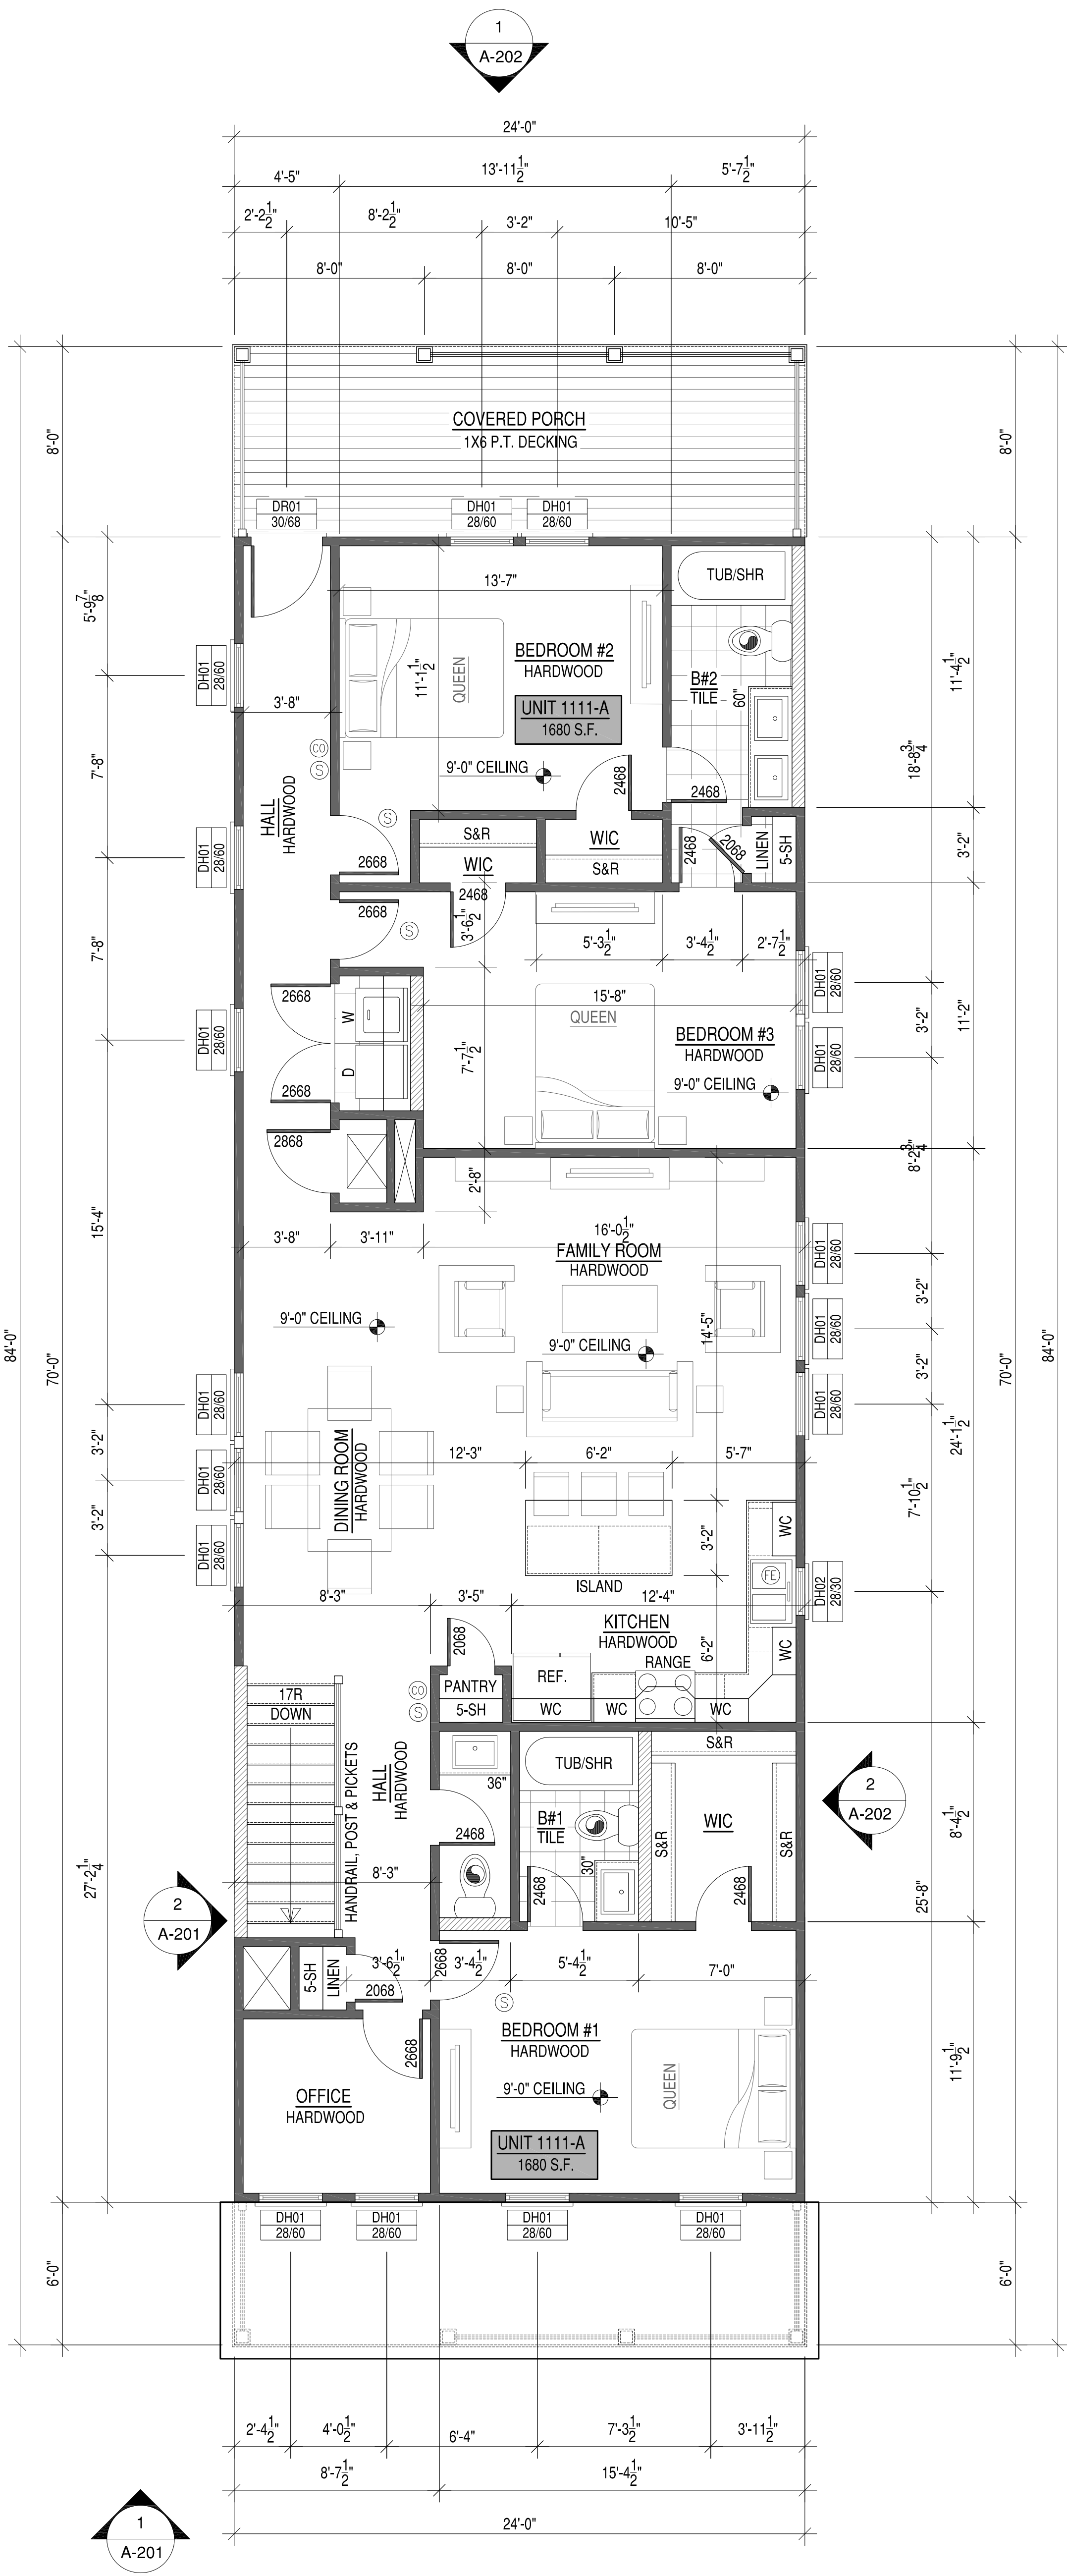 1
A-202
24'-0"
4'-5"
13'-11 1/2"
5'-7 1/2"
2'-2 1/2"
8'-2 1/2"
3'-2"
10'-5"
8'-0"
8'-0"
8'-0"
COVERED PORCH
1X6 P.T. DECKING
8'-0"
8'-0"
DR01
30/68
DH01
28/60
DH01
28/60
5'-9 7/8"
13'-7"
TUB/SHR
DH01
28/60
BEDROOM #2
HARDWOOD
11'-1 1/2"
QUEEN
B#2
TILE
60"
11'-4 1/2"
3'-8"
UNIT 1111-A
1680 S.F.
18'-8 3/4"
CO
S
7'-8"
9'-0" CEILING
2468
2468
HALL
HARDWOOD
S
S&R
WIC
S&R
DH01
28/60
2668
WIC
2468
2468
2068
LINEN
5-SH
3'-2"
2668
S
3'-6 1/2"
7'-8"
5'-3 1/2"
3'-4 1/2"
2'-7 1/2"
DH01
28/60
2668
W
15'-8"
QUEEN
BEDROOM #3
HARDWOOD
3'-2"
11'-2"
DH01
28/60
7'-7 1/2"
DH01
28/60
D
2668
9'-0" CEILING
2868
8'-2 3/4"
2'-8"
15'-4"
3'-8"
3'-11"
16'-0 1/2"
FAMILY ROOM
HARDWOOD
DH01
28/60
3'-2"
9'-0" CEILING
9'-0" CEILING
14'-5"
DH01
28/60
84'-0"
70'-0"
70'-0"
84'-0"
3'-2"
DH01
28/60
DH01
28/60
24'-1 1/2"
3'-2"
DINING ROOM
HARDWOOD
12'-3"
6'-2"
5'-7"
DH01
28/60
3'-2"
7'-10 1/2"
3'-2"
WC
DH01
28/60
ISLAND
FE
DH02
28/30
8'-3"
3'-5"
12'-4"
KITCHEN
HARDWOOD
2068
6'-2"
WC
RANGE
REF.
17R
DOWN
CO
S
PANTRY
5-SH
WC
WC
WC
HALL
HARDWOOD
HANDRAIL, POST & PICKETS
36"
TUB/SHR
S&R
2
A-202
B#1
TILE
2468
S&R
WIC
S&R
8'-4 1/2"
27'-2 1/4"
30"
8'-3"
2468
2468
25'-8"
2
A-201
5-SH
LINEN
3'-6 1/2"
2068
2668
3'-4 1/2"
5'-4 1/2"
7'-0"
S
2668
BEDROOM #1
HARDWOOD
11'-9 1/2"
QUEEN
OFFICE
HARDWOOD
9'-0" CEILING
UNIT 1111-A
1680 S.F.
DH01
28/60
DH01
28/60
DH01
28/60
DH01
28/60
6'-0"
6'-0"
2'-4 1/2"
4'-0 1/2"
6'-4"
7'-3 1/2"
3'-11 1/2"
8'-7 1/2"
15'-4 1/2"
24'-0"
1
A-201